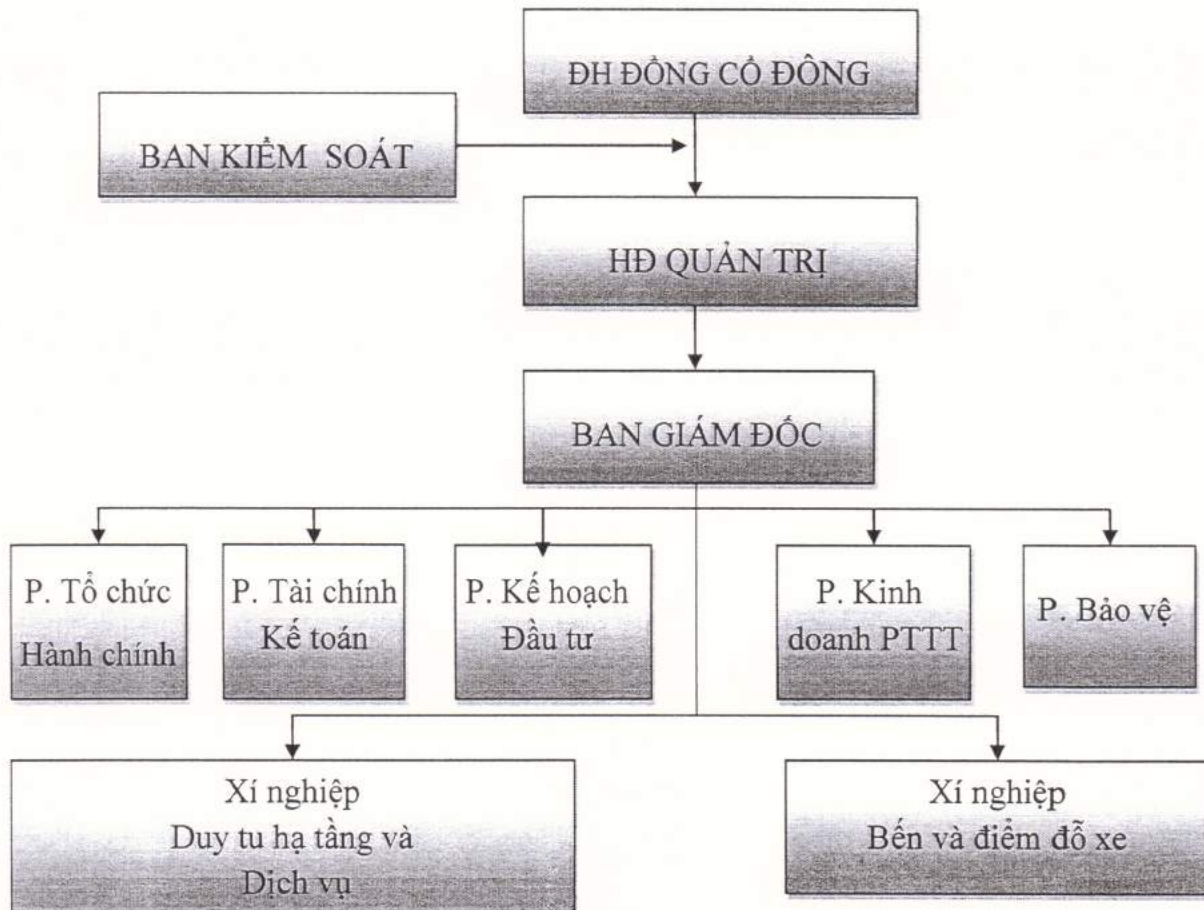 ĐH ĐỒNG CỔ ĐÔNG
BAN KIỂM SOÁT
HĐ QUẢN TRỊ
BAN GIÁM ĐỐC
P. Tổ chức
Hành chính
P. Tài chính
Kế toán
P. Kế hoạch
Đầu tư
P. Kinh
doanh PTTT
P. Bảo vệ
Xí nghiệp
Duy tu hạ tầng và
Dịch vụ
Xí nghiệp
Bến và điểm đỗ xe